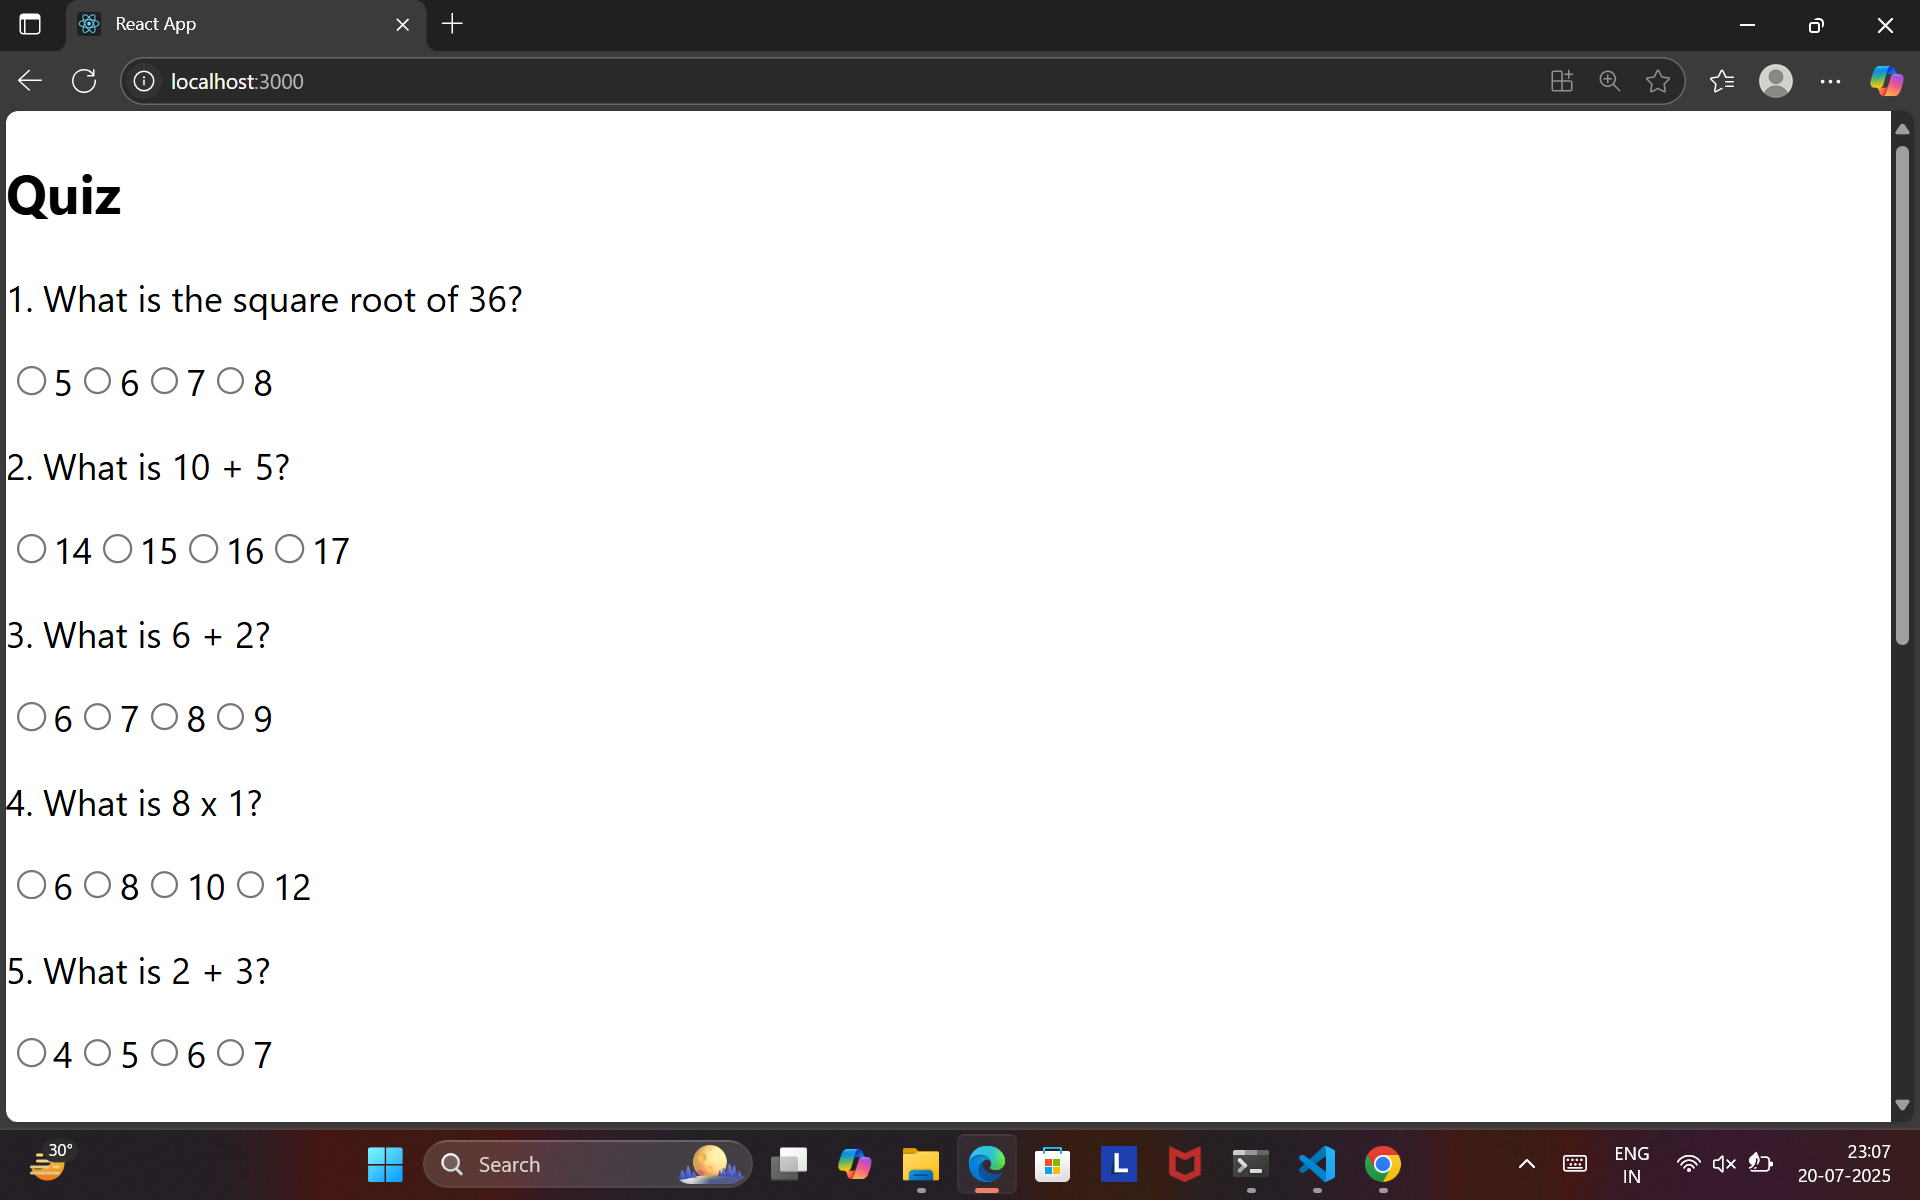 React App
localhost:3000
Quiz
1. What is the square root of 36?
5 6 7 8
2. What is 10 + 5?
14 15 16 17
3. What is 6 + 2?
6 7 8 9
4. What is 8 x 1?
6 8 10 12
5. What is 2 + 3?
4 5 6 7
30°
Search
L
ENG
IN
23:07
20-07-2025